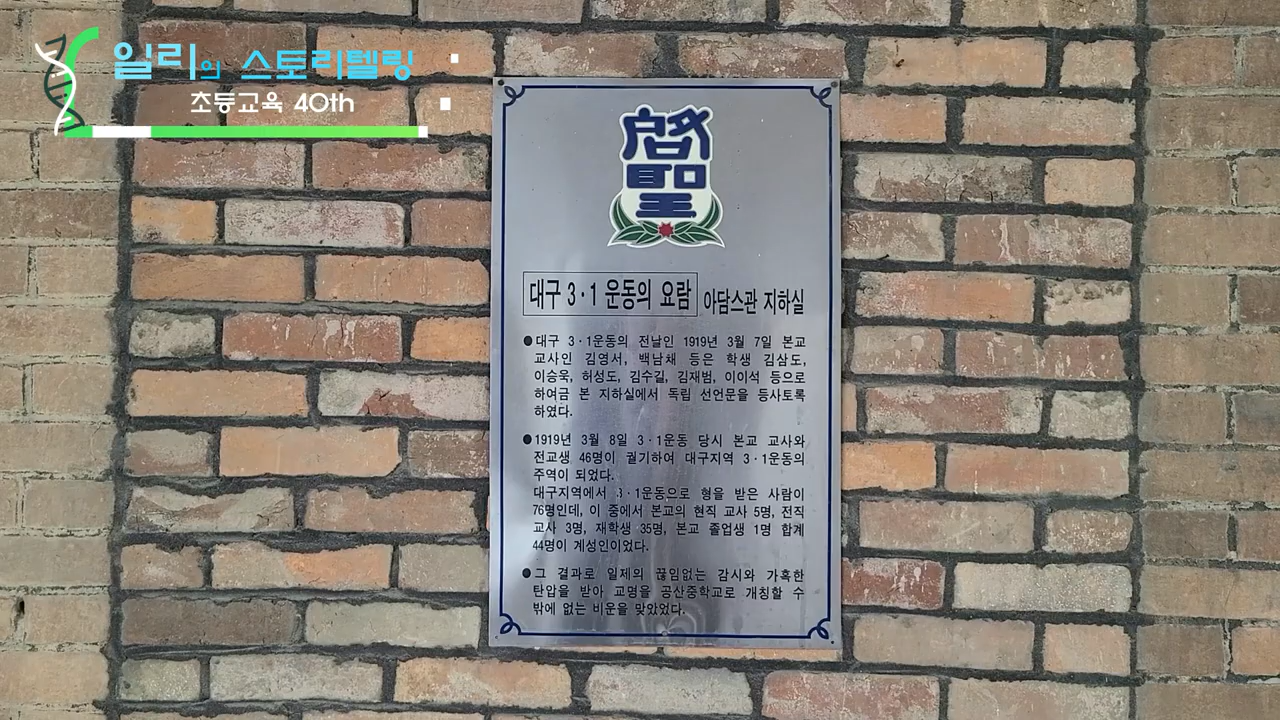 일리의 스토리텔링
초등교육 40th
啓聖
대구 3·1 운동의 요람 아담스관 지하실
●대구 3·1운동의 전날인 1919년 3월 7일 본교
교사인 김영서, 백남채 등은 학생 김삼도,
이승욱, 허성도, 김수길, 김재범, 이이석 등으로
하여금 본 지하실에서 독립 선언문을 등사토록
하였다.
●1919년 3월 8일 3·1운동 당시 본교 교사와
전교생 46명이 궐기하여 대구지역 3·1운동의
주역이 되었다.
대구지역에서 3·1운동으로 형을 받은 사람이
76명인데, 이 중에서 본교의 현직 교사 5명, 전직
교사 3명, 재학생 35명, 본교 졸업생 1명 합계
44명이 계성인이었다.
●그 결과로 일제의 끊임없는 감시와 가혹한
탄압을 받아 교명을 공산중학교로 개칭할 수
밖에 없는 비운을 맞았었다.